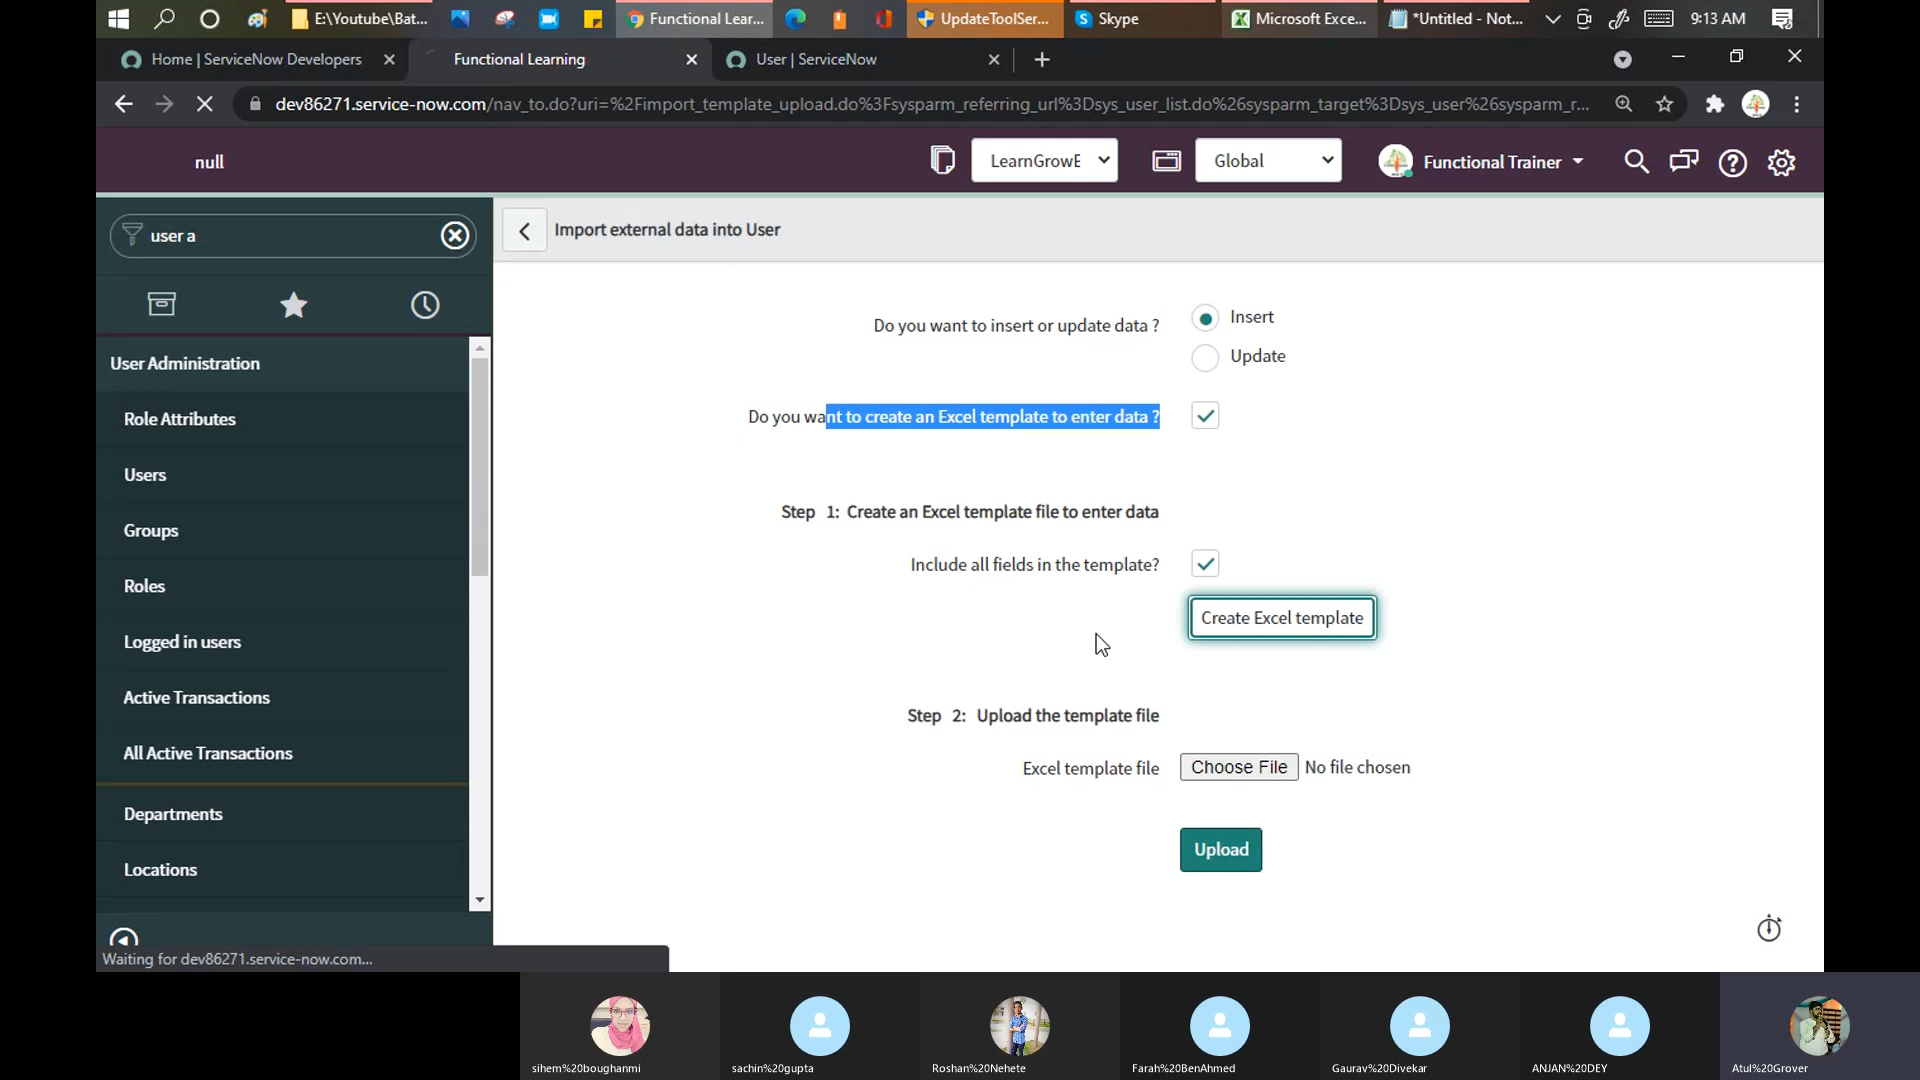 E:\Youtube\Bat...
Functional Lear...
UpdateToolSer...
Skype
Microsoft Exce...
*Untitled - Not...
9:13 AM
Home | ServiceNow Developers
Functional Learning
User | ServiceNow
dev86271.service-now.com/nav_to.do?uri=%2Fimport_template_upload.do%3Fsysparm_referring_url%3Dsys_user_list.do%26sysparm_target%3Dsys_user%26sysparm_r...
null
LearnGrowE
Global
Functional Trainer
user a
Import external data into User
User Administration
Role Attributes
Users
Groups
Roles
Logged in users
Active Transactions
All Active Transactions
Departments
Locations
Do you want to insert or update data ?
Insert
Update
Do you want to create an Excel template to enter data ?
Step 1: Create an Excel template file to enter data
Include all fields in the template?
Create Excel template
Step 2: Upload the template file
Excel template file
Choose File No file chosen
Upload
Waiting for dev86271.service-now.com...
sihem%20boughanmi
sachin%20gupta
Roshan%20Nehete
Farah%20BenAhmed
Gaurav%20Divekar
ANJAN%20DEY
Atul%20Grover